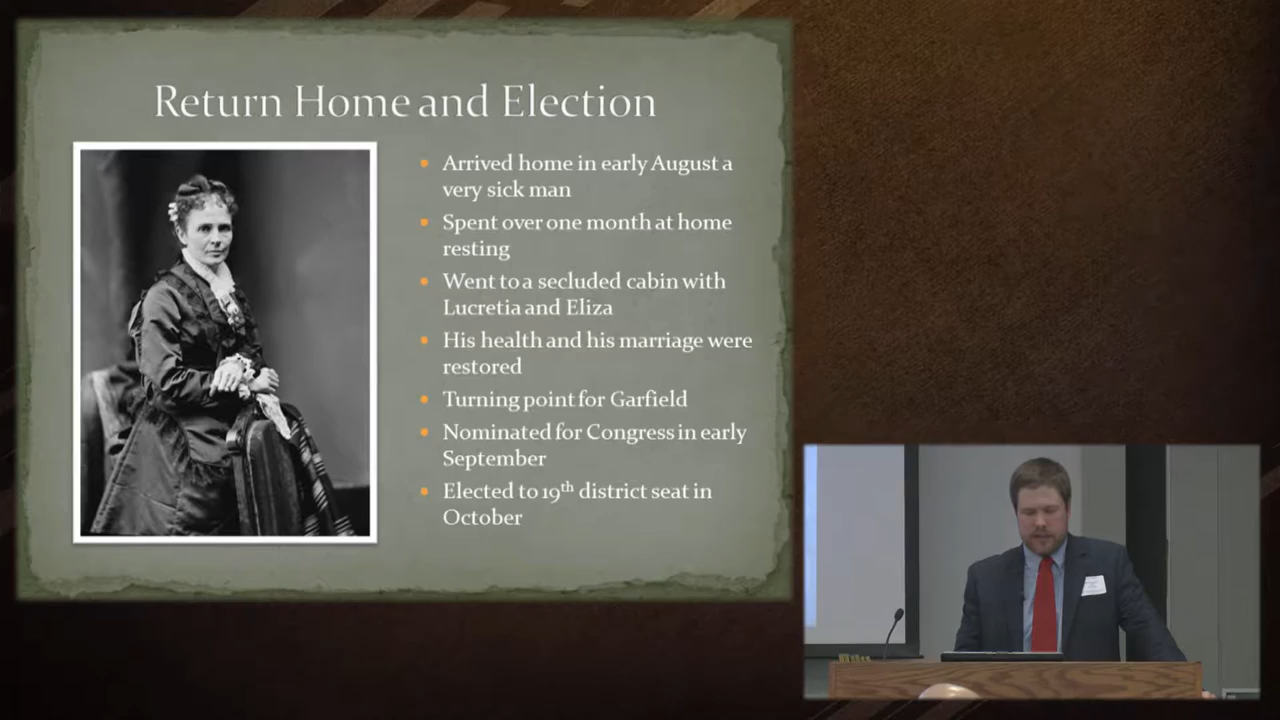 Return Home and Election
• Arrived home in early August a
very sick man
• Spent over one month at home
resting
• Went to a secluded cabin with
Lucretia and Eliza
• His health and his marriage were
restored
• Turning point for Garfield
• Nominated for Congress in early
September
• Elected to 19th district seat in
October